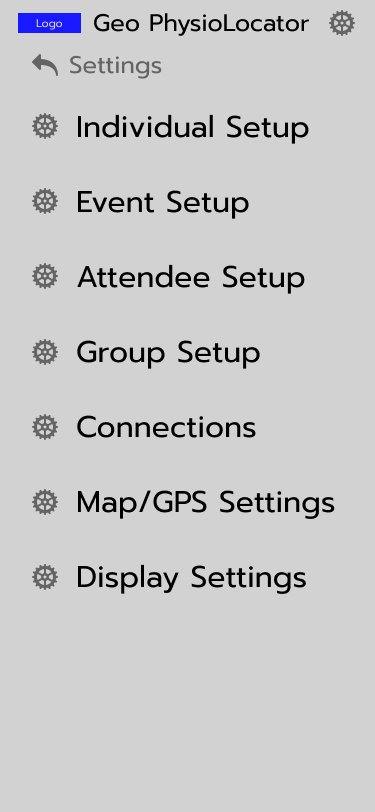 Logo Geo PhysioLocator
Settings
Individual Setup
Event Setup
Attendee Setup
Group Setup
Connections
Map/GPS Settings
Display Settings